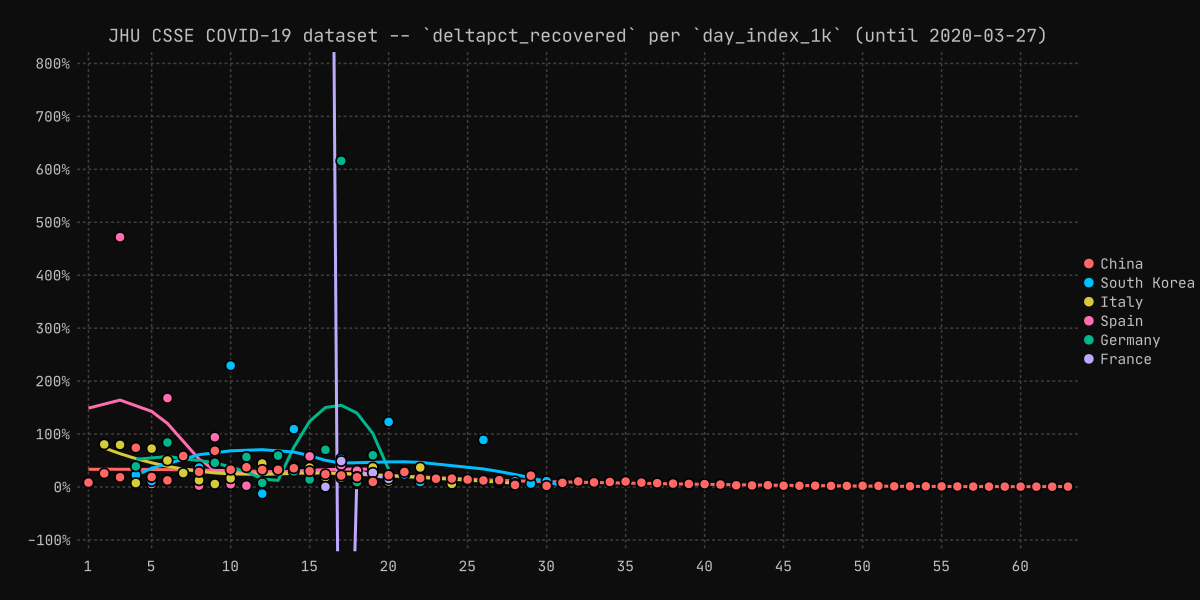 JHU CSSE COVID-19 dataset -- `deltapct_recovered` per `day_index_1k` (until 2020-03-27)
800%
700%
600%
500%
400%
300%
200%
100%
0%
-100%
1 5 10 15 20 25 30 35 40 45 50 55 60
China
South Korea
Italy
Spain
Germany
France